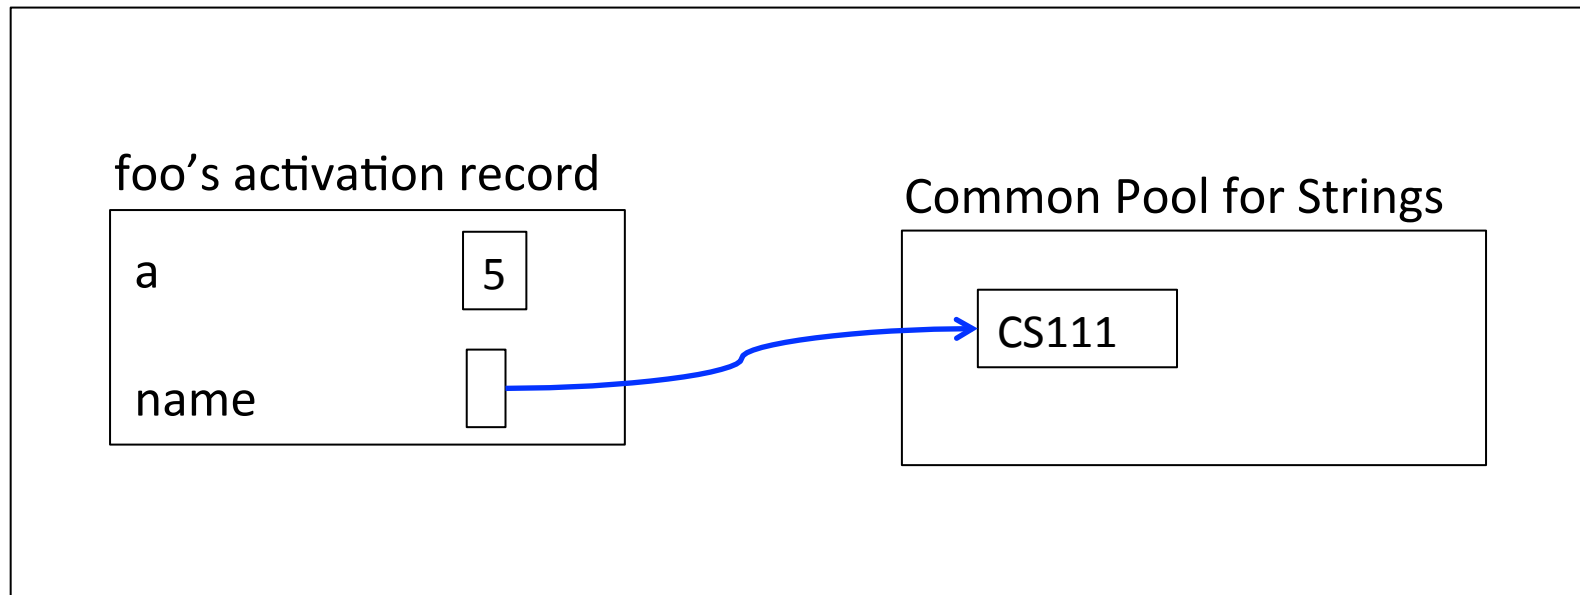 foo’s activation record
a
5
name
Common Pool for Strings
CS111